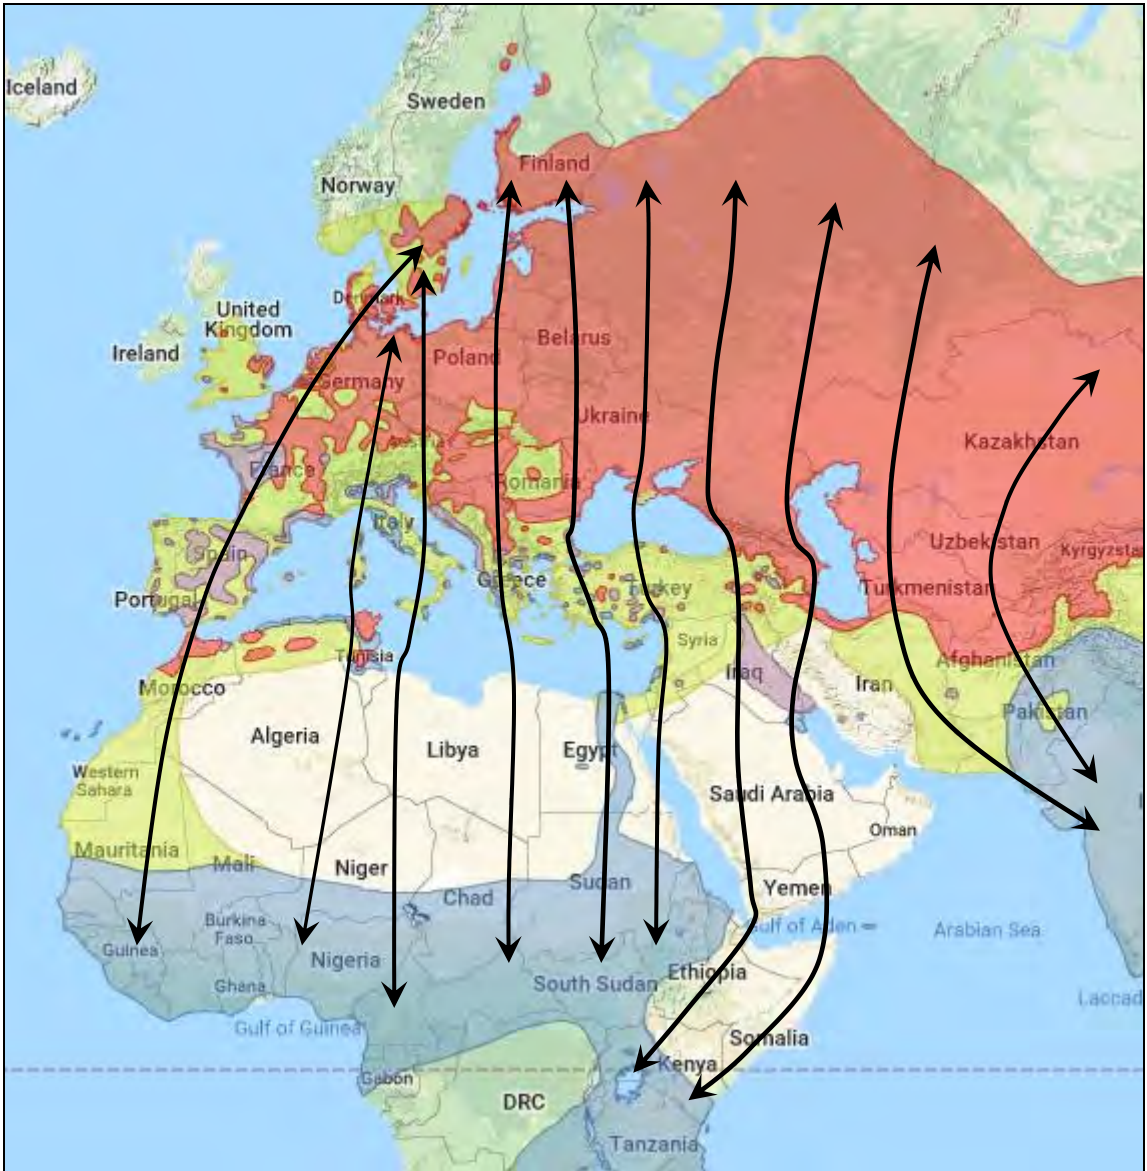 Iceland
Sweden
Finland
Norway
Denmark
United
Kingdom
Ireland
Belarus
Poland
Germany
Ukraine
Austria
Kazakhstan
France
Romania
Italy
Spain
Uzbekistan
Kyrgyzsta
Greece
Turkey
Turkmenistan
Portugal
Syria
Tunisia
Afghanistan
Iraq
Iran
Morocco
Pakistan
Algeria
Libya
Egypt
Western
Sahara
Saudi Arabia
Oman
Mauritania
Mali
Niger
Sudan
Yemen
Chad
Burkina
Faso
Gulf of Aden
Arabian Sea
Guinea
Nigeria
Ethiopia
South Sudan
Ghana
Laccad
Gulf of Guinea
Somalia
Kenya
Gabon
DRC
Tanzania